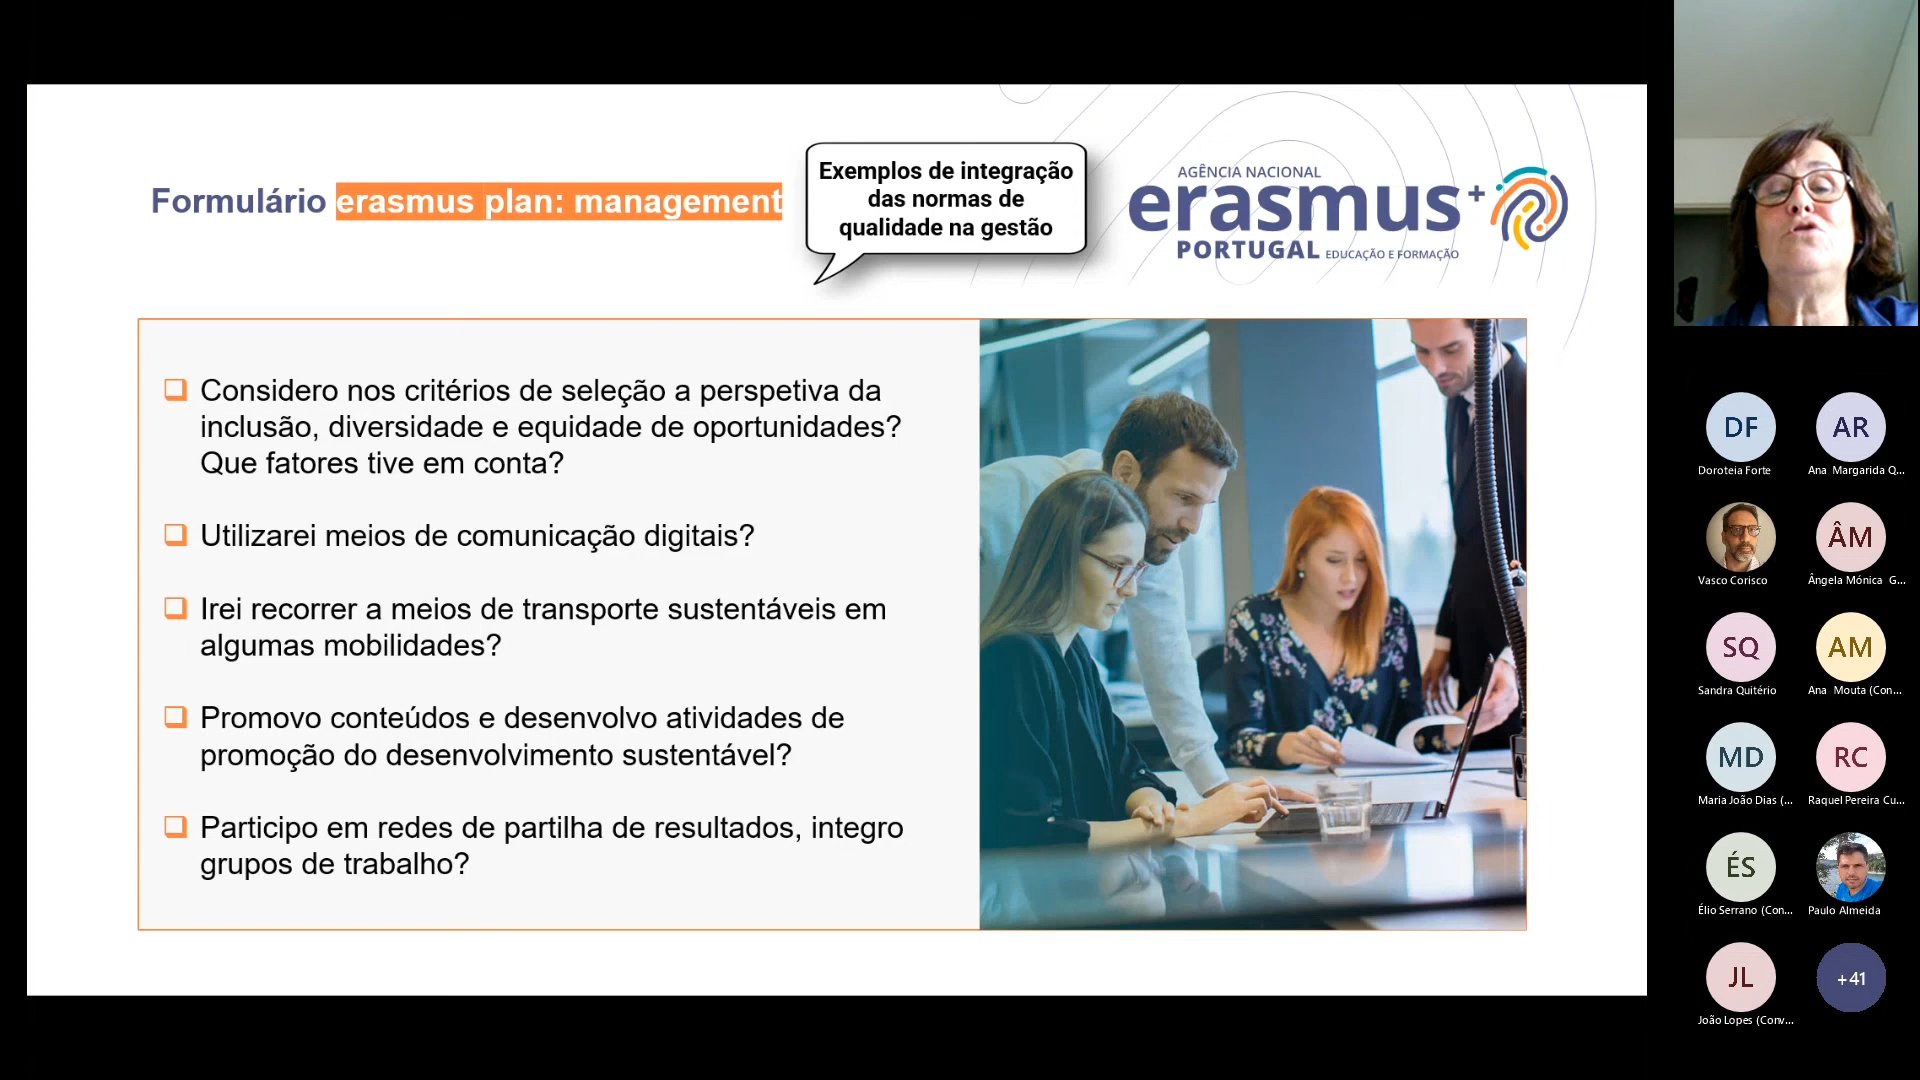 Formulário erasmus plan: management
Exemplos de integração
das normas de
qualidade na gestão
AGÊNCIA NACIONAL
erasmus+
PORTUGAL EDUCAÇÃO E FORMAÇÃO
Considero nos critérios de seleção a perspetiva da
inclusão, diversidade e equidade de oportunidades?
Que fatores tive em conta?
Utilizarei meios de comunicação digitais?
Irei recorrer a meios de transporte sustentáveis em
algumas mobilidades?
Promovo conteúdos e desenvolvo atividades de
promoção do desenvolvimento sustentável?
Participo em redes de partilha de resultados, integro
grupos de trabalho?
DF
Doroteia Forte
AR
Ana Margarida Q...
Vasco Corisco
ÂM
Ângela Mónica G...
SQ
Sandra Quitério
AM
Ana Mouta (Con...
MD
Maria João Dias (...
RC
Raquel Pereira Cu...
ÉS
Élio Serrano (Con...
Paulo Almeida
JL
João Lopes (Conv...
+41